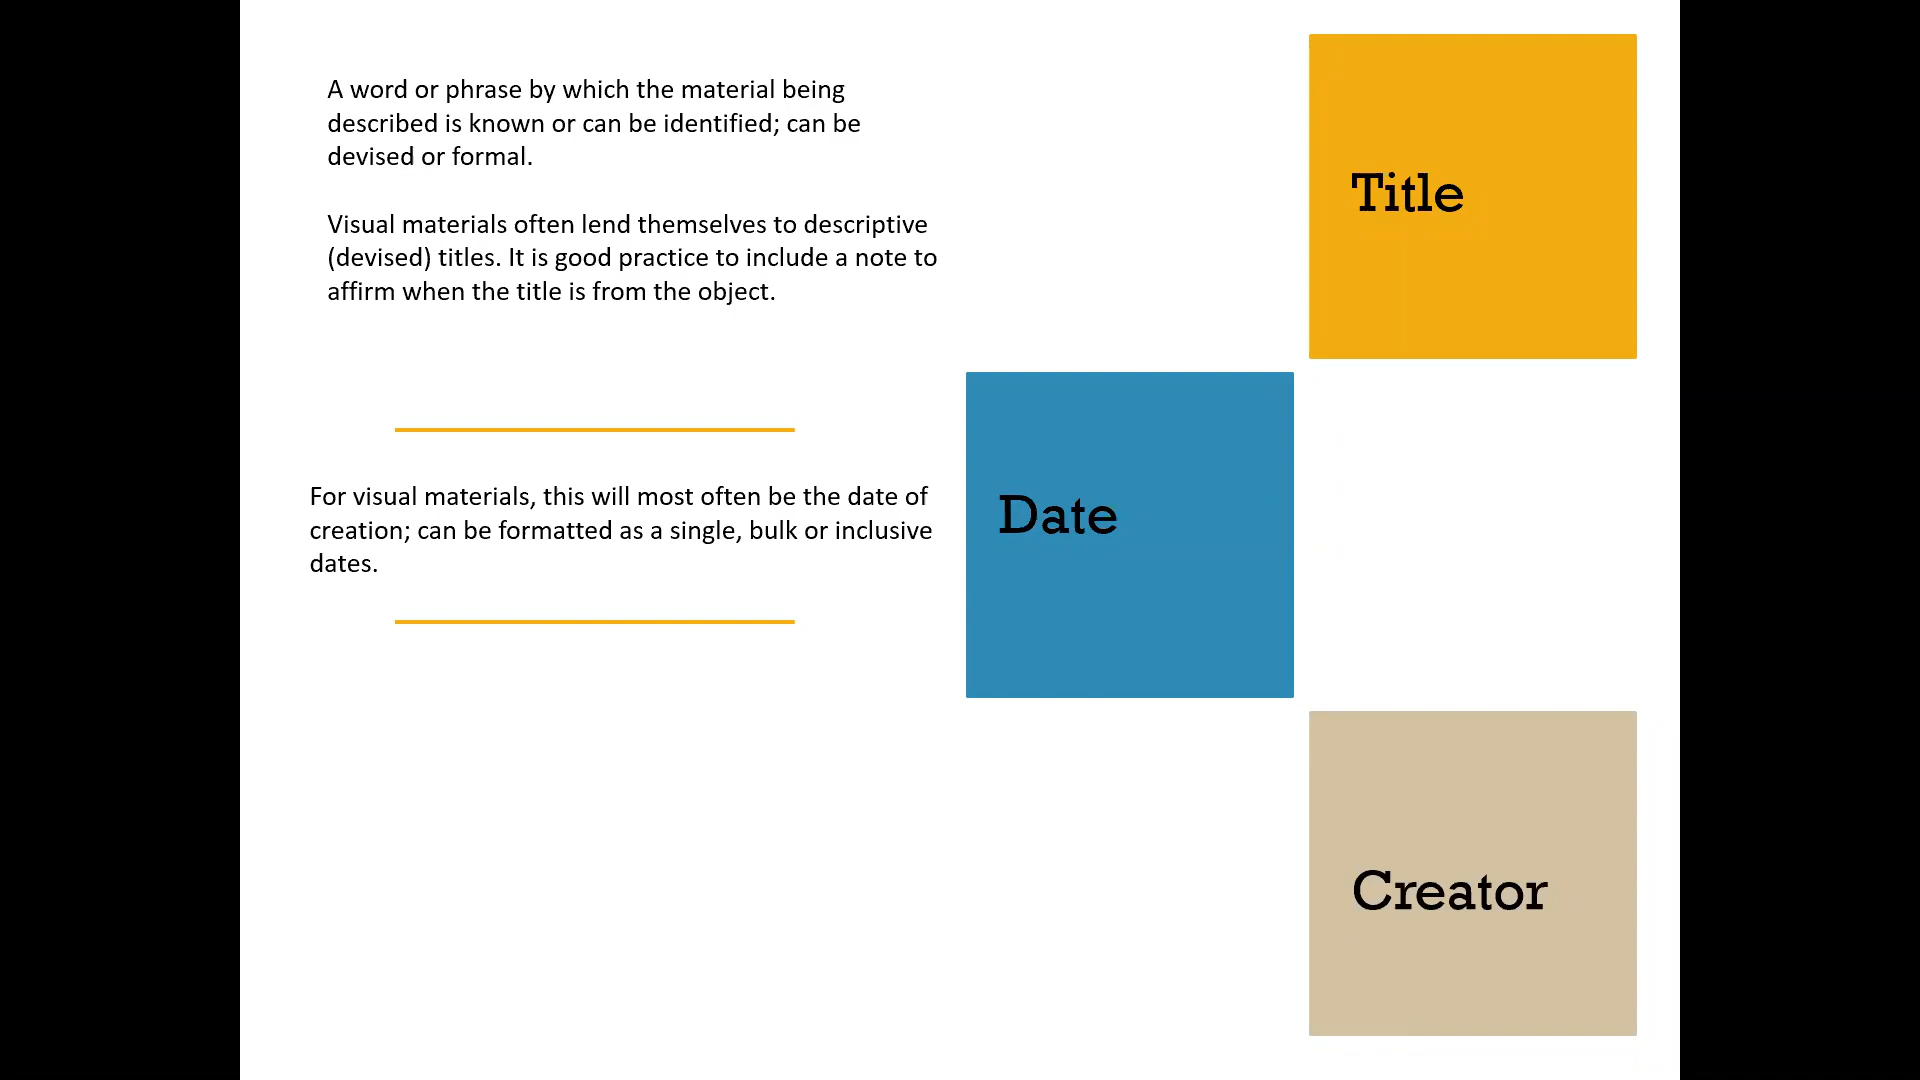 A word or phrase by which the material being
described is known or can be identified; can be
devised or formal.
Visual materials often lend themselves to descriptive
(devised) titles. It is good practice to include a note to
affirm when the title is from the object.
Title
For visual materials, this will most often be the date of
creation; can be formatted as a single, bulk or inclusive
dates.
Date
Creator